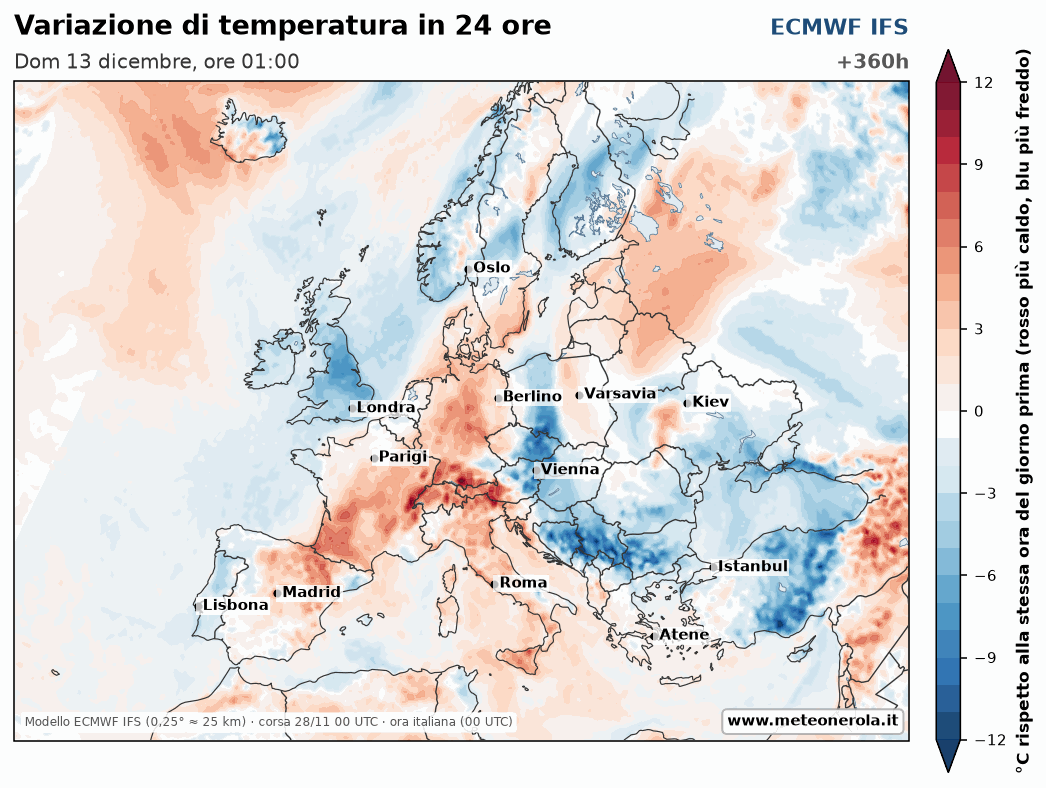 Variazione di temperatura in 24 ore
ECMWF IFS
Dom 13 dicembre, ore 01:00
+360h
Oslo
Londra
Berlino
Varsavia
Kiev
Parigi
Vienna
Madrid
Lisbona
Roma
Istanbul
Atene
Modello ECMWF IFS (0,25° ≈ 25 km) · corsa 28/11 00 UTC · ora italiana (00 UTC)
www.meteonerola.it
12
9
6
3
0
−3
−6
−9
−12
°C rispetto alla stessa ora del giorno prima (rosso più caldo, blu più freddo)